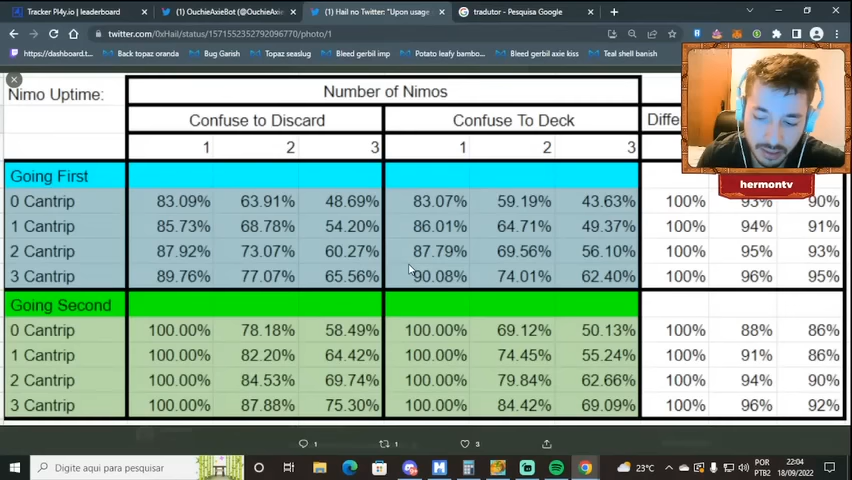 Tracker Pl4y.io | leaderboard
(1) OuchieAxieBot (@OuchieAxie
(1) Hail no Twitter: "Upon usage
tradutor - Pesquisa Google
twitter.com/0xHail/status/1571552352792096770/photo/1
https://dashboard.t...
Back topaz oranda
Bug Garish
Topaz seaslug
Bleed gerbil imp
Potato leafy bambo...
Bleed gerbil axie kiss
Teal shell banish
Nimo Uptime: Number of Nimos
Confuse to Discard Confuse To Deck Diffe
1 2 3 1 2 3
Going First
0 Cantrip 83.09% 63.91% 48.69% 83.07% 59.19% 43.63% 100% 93% 90%
1 Cantrip 85.73% 68.78% 54.20% 86.01% 64.71% 49.37% 100% 94% 91%
2 Cantrip 87.92% 73.07% 60.27% 87.79% 69.56% 56.10% 100% 95% 93%
3 Cantrip 89.76% 77.07% 65.56% 90.08% 74.01% 62.40% 100% 96% 95%
Going Second
0 Cantrip 100.00% 78.18% 58.49% 100.00% 69.12% 50.13% 100% 88% 86%
1 Cantrip 100.00% 82.20% 64.42% 100.00% 74.45% 55.24% 100% 91% 86%
2 Cantrip 100.00% 84.53% 69.74% 100.00% 79.84% 62.66% 100% 94% 90%
3 Cantrip 100.00% 87.88% 75.30% 100.00% 84.42% 69.09% 100% 96% 92%
hermontv
1 1 3
Digite aqui para pesquisar
23°C
POR
PTB2
22:04
18/09/2022